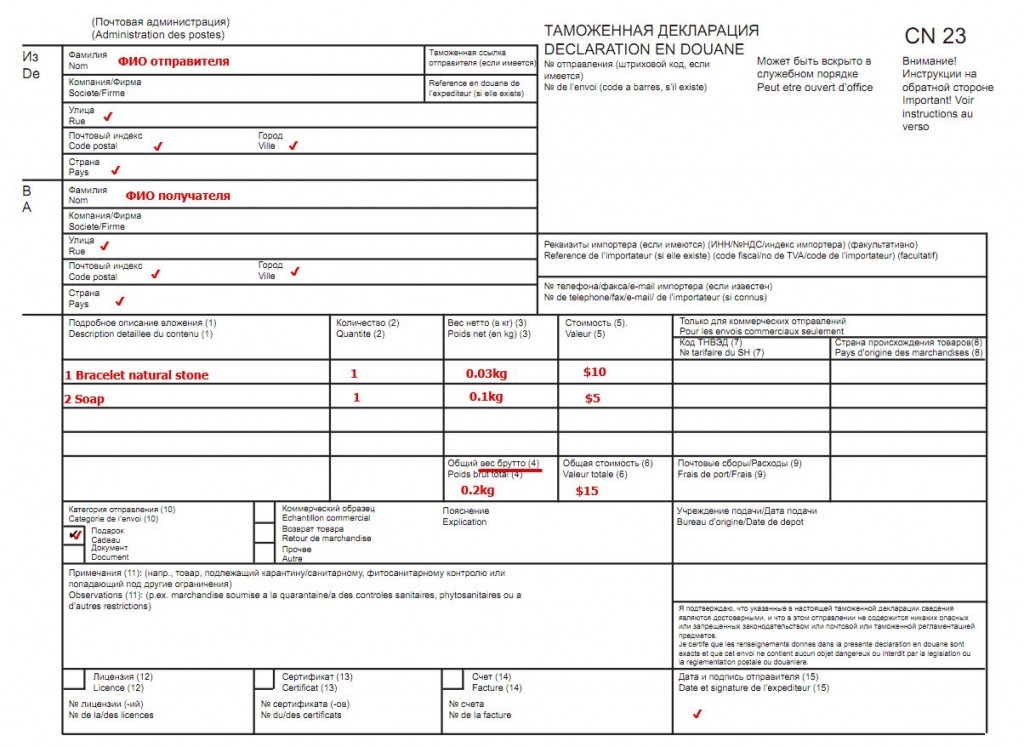 (Почтовая администрация)
(Administration des postes)
ТАМОЖЕННАЯ ДЕКЛАРАЦИЯ
DECLARATION EN DOUANE
CN 23
№ отправления (штриховой код, если
имеется)
№ de l'envoi (code a barres, s'il existe)
Может быть вскрыто в
служебном порядке
Peut etre ouvert d'office
Внимание!
Инструкции на
обратной стороне
Important! Voir
instructions au
verso
Из
De
Фамилия
Nom
ФИО отправителя
Таможенная ссылка
отправителя (если имеется)
Компания/Фирма
Societe/Firme
Reference en douane de
l'expediteur (si elle existe)
Улица
Rue
Почтовый индекс
Code postal
Город
Ville
Страна
Pays
В
A
Фамилия
Nom
ФИО получателя
Компания/Фирма
Societe/Firme
Улица
Rue
Почтовый индекс
Code postal
Город
Ville
Страна
Pays
Реквизиты импортера (если имеются) (ИНН/№НДС/индекс импортера) (факультативно)
Reference de l'importateur (si elle existe) (code fiscal/no de TVA/code de l'importateur) (facultatif)
№ телефона/факса/e-mail импортера (если известен)
№ de telephone/fax/e-mail/ de l'importateur (si connus)
Подробное описание вложения (1)
Description detaillee du contenu (1)
Количество (2)
Quantite (2)
Вес нетто (в кг) (3)
Poids net (en kg) (3)
Стоимость (5).
Valeur (5)
Только для коммерческих отправлений
Pour les envois commerciaux seulement
Код ТНВЭД (7)
№ tarifaire du SH (7)
Страна происхождения товаров(8)
Pays d'origine des marchandises (8)
1 Bracelet natural stone 1 0.03kg $10
2 Soap 1 0.1kg $5
Общий вес брутто (4)
Poids brut total (4)
0.2kg
Общая стоимость (6)
Valeur totale (6)
$15
Почтовые сборы/Расходы (9)
Frais de port/Frais (9)
Категория отправления (10)
Categorie de l'envoi (10)
Подарок
Cadeau
Документ
Document
Коммерческий образец
Echantillon commercial
Возврат товара
Retour de marchandise
Прочее
Autre
Пояснение
Explication
Учреждение подачи/Дата подачи
Bureau d'origine/Date de depot
Примечания (11): (напр., товар, подлежащий карантину/санитарному, фитосанитарному контролю или
попадающий под другие ограничения)
Observations (11): (p.ex. marchandise soumise a la quarantaine/a des controles sanitaires, phytosanitaires ou a
d'autres restrictions)
Я подтверждаю, что указанные в настоящей таможенной декларации сведения
являются достоверными, и что в этом отправлении не содержится никаких опасных
или запрещенных законодательством или почтовой или таможенной регламентацией
предметов.
Je certife que les renseignements donnes dans la presente declaration en douane sont
exacts et que cet envoi ne contient aucun objet dangereux ou interdit par la legislation ou
la reglementation postale ou douaniere.
Лицензия (12)
Licence (12)
№ лицензии (-ий)
№ de la/des licences
Сертификат (13)
Certificat (13)
№ сертификата (-ов)
№ du/des certificats
Счет (14)
Facture (14)
№ счета
№ de la facture
Дата и подпись отправителя (15)
Date et signature de l'expediteur (15)